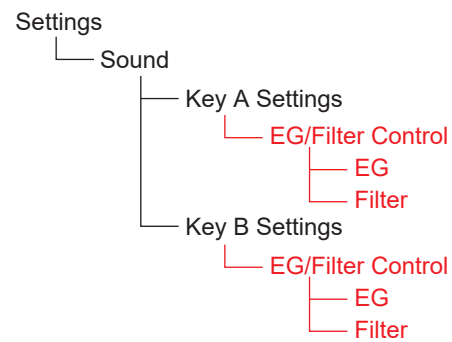 Settings
Sound
Key A Settings
EG/Filter Control
EG
Filter
Key B Settings
EG/Filter Control
EG
Filter